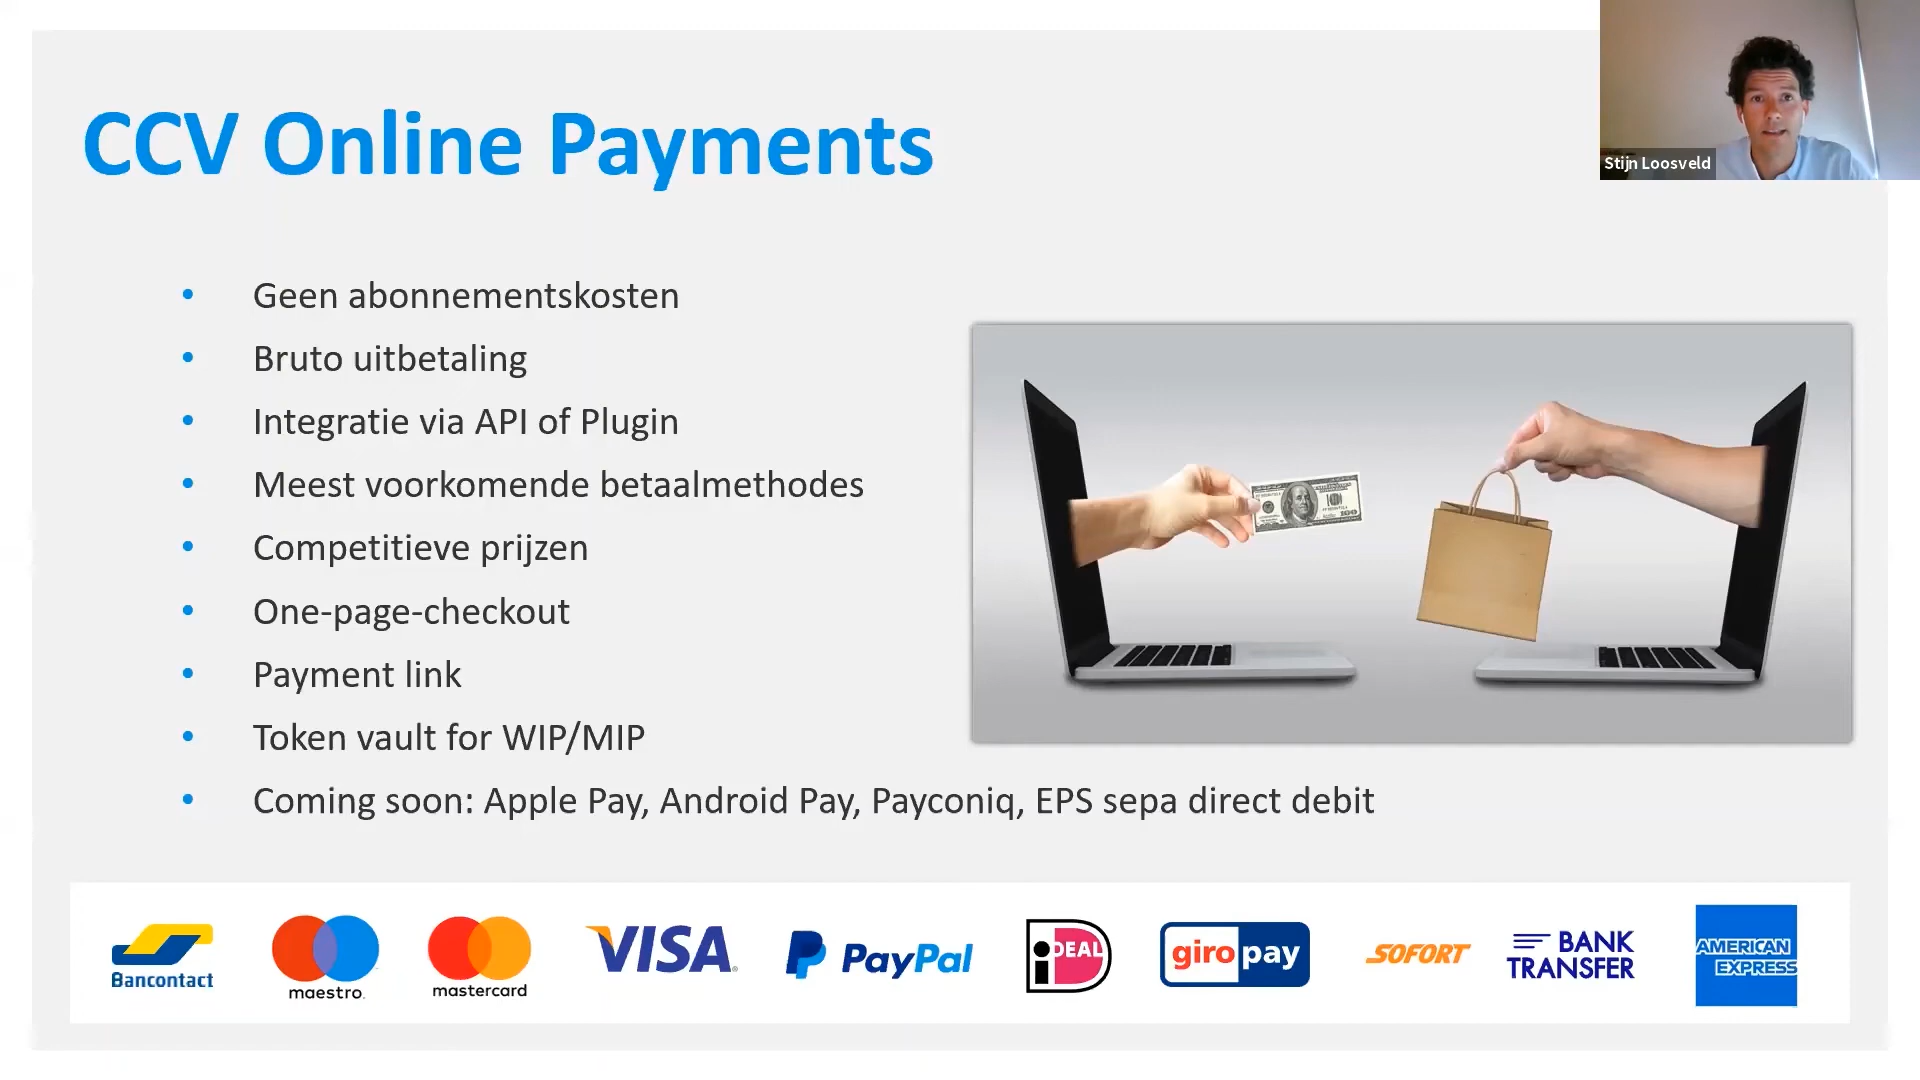 CCV Online Payments
Stijn Loosveld
Geen abonnementskosten
Bruto uitbetaling
Integratie via API of Plugin
Meest voorkomende betaalmethodes
Competitieve prijzen
One-page-checkout
Payment link
Token vault for WIP/MIP
Coming soon: Apple Pay, Android Pay, Payconiq, EPS sepa direct debit
100
Bancontact
maestro
mastercard
VISA
PayPal
iDEAL
giropay
SOFORT
BANK
TRANSFER
AMERICAN
EXPRESS